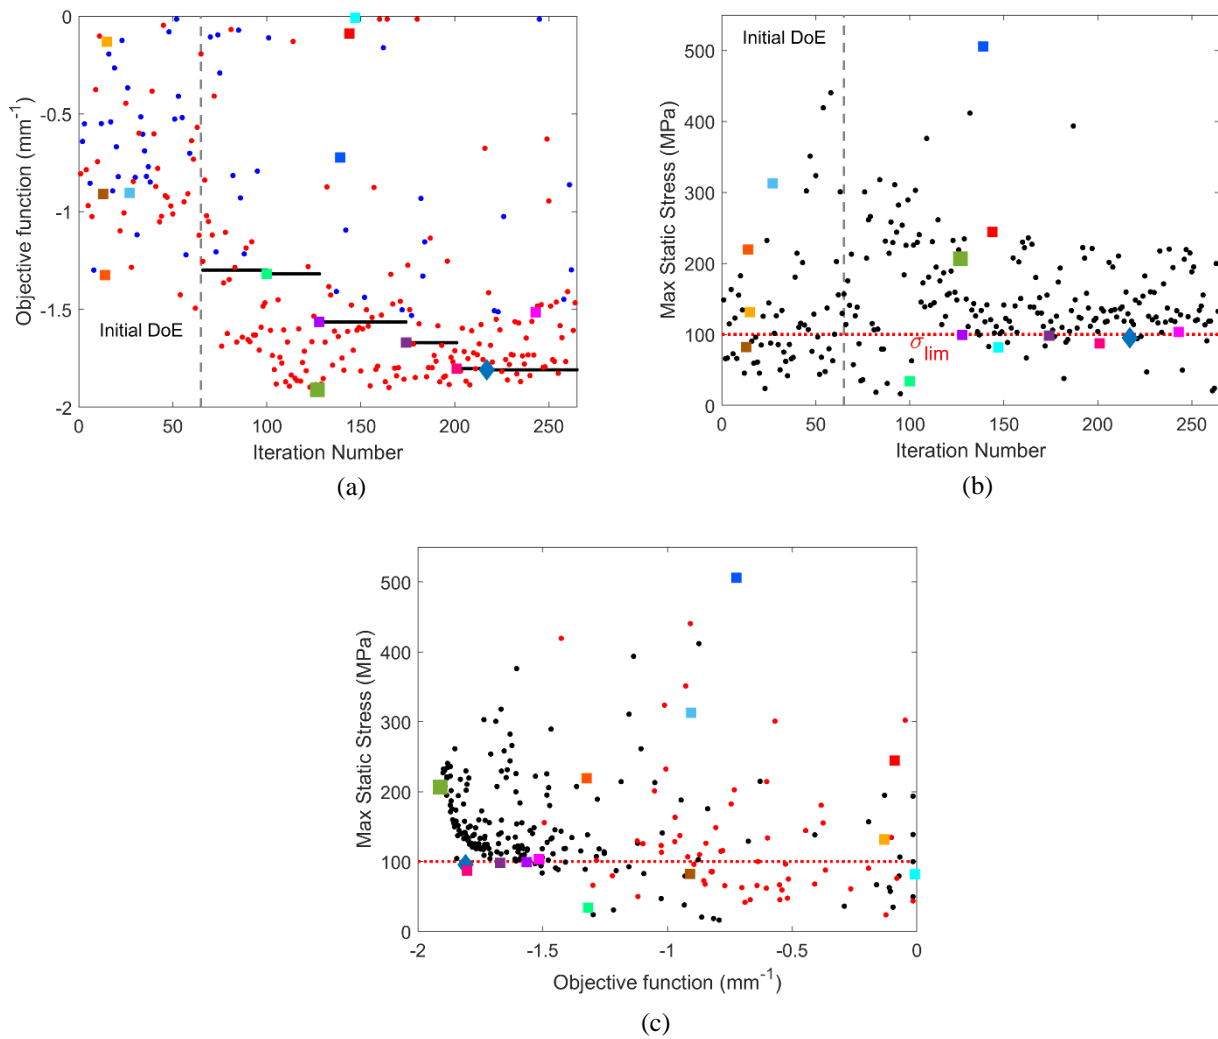 0
-0.5
-1
-1.5
-2
Objective function (mm-1)
Initial DoE
0 50 100 150 200 250
Iteration Number
(a)
500
400
300
200
100
0
Max Static Stress (MPa)
Initial DoE
σlim
0 50 100 150 200 250
Iteration Number
(b)
500
400
300
200
100
0
Max Static Stress (MPa)
-2 -1.5 -1 -0.5 0
Objective function (mm-1)
(c)